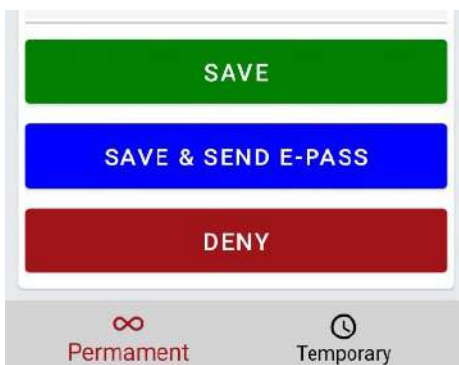 SAVE
SAVE & SEND E-PASS
DENY
Permament
Temporary